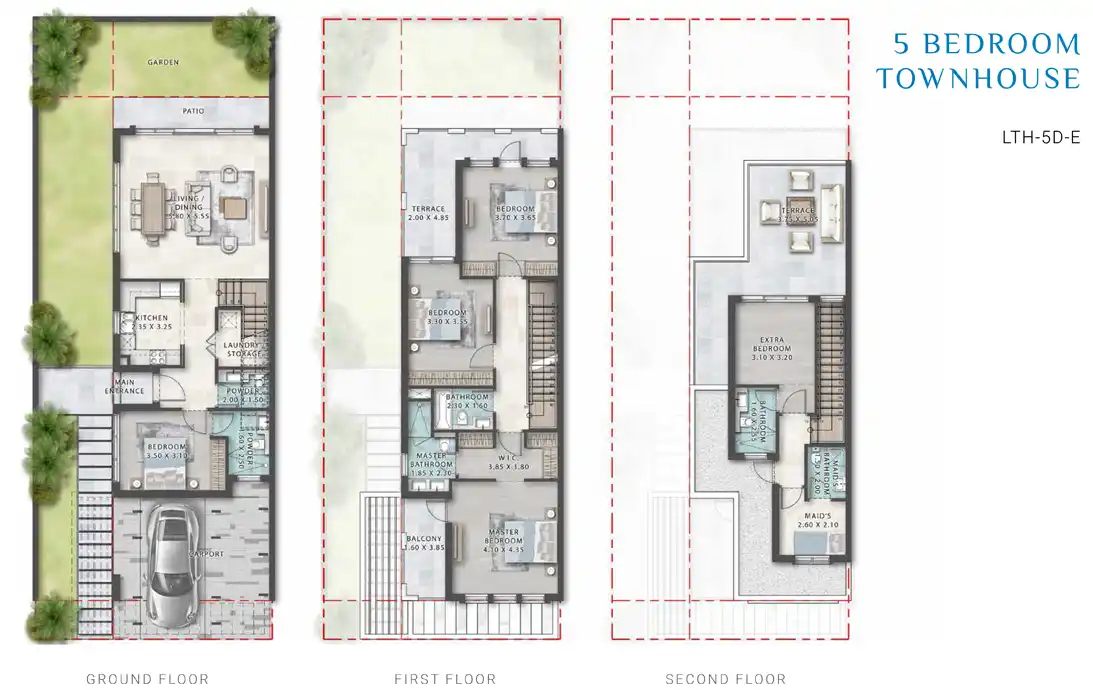 5 BEDROOM
TOWNHOUSE
LTH-5D-E
GARDEN
PATIO
LIVING /
DINING
5.80 X 5.55
KITCHEN
2.35 X 3.25
LAUNDRY/
STORAGE
MAIN
ENTRANCE
POWDER
2.00 X 1.50
BEDROOM
3.50 X 3.10
POWDER
1.60 X 2.50
CARPORT
GROUND FLOOR
TERRACE
2.00 X 4.85
BEDROOM
3.70 X 3.65
BEDROOM
3.30 X 3.55
BATHROOM
2.30 X 1.60
MASTER
BATHROOM
1.85 X 2.30
W.I.C
3.85 X 1.80
BALCONY
1.60 X 3.85
MASTER
BEDROOM
4.10 X 4.35
FIRST FLOOR
TERRACE
3.75 X 5.05
EXTRA
BEDROOM
3.10 X 3.20
BATHROOM
1.60 X 2.55
MAID'S
BATHROOM
1.50 X 2.00
MAID'S
2.60 X 2.10
SECOND FLOOR